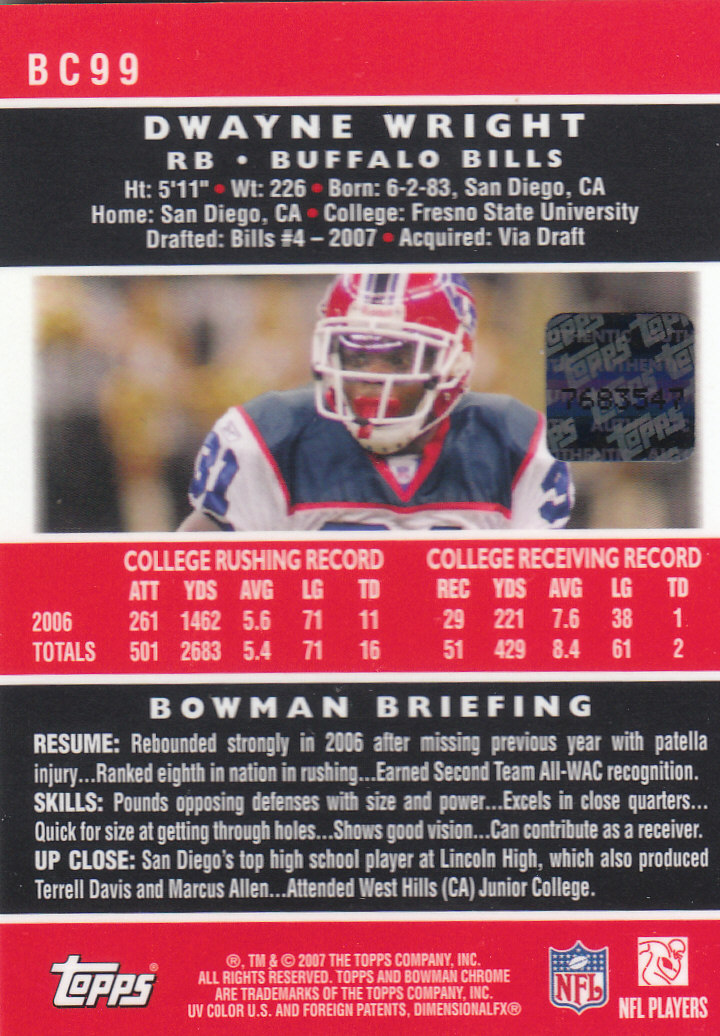 BC99
DWAYNE WRIGHT
RB • BUFFALO BILLS
Ht: 5'11" • Wt: 226 • Born: 6-2-83, San Diego, CA
Home: San Diego, CA • College: Fresno State University
Drafted: Bills #4 – 2007 • Acquired: Via Draft
Topps
7683547
31
COLLEGE RUSHING RECORD COLLEGE RECEIVING RECORD
ATT YDS AVG LG TD REC YDS AVG LG TD
2006 261 1462 5.6 71 11 29 221 7.6 38 1
TOTALS 501 2683 5.4 71 16 51 429 8.4 61 2
BOWMAN BRIEFING
RESUME: Rebounded strongly in 2006 after missing previous year with patella
injury...Ranked eighth in nation in rushing...Earned Second Team All-WAC recognition.
SKILLS: Pounds opposing defenses with size and power...Excels in close quarters...
Quick for size at getting through holes...Shows good vision...Can contribute as a receiver.
UP CLOSE: San Diego's top high school player at Lincoln High, which also produced
Terrell Davis and Marcus Allen...Attended West Hills (CA) Junior College.
Topps®
®, TM & © 2007 THE TOPPS COMPANY, INC.
ALL RIGHTS RESERVED. TOPPS AND BOWMAN CHROME
ARE TRADEMARKS OF THE TOPPS COMPANY, INC.
UV COLOR U.S. AND FOREIGN PATENTS, DIMENSIONALFX®
NFL
NFL PLAYERS